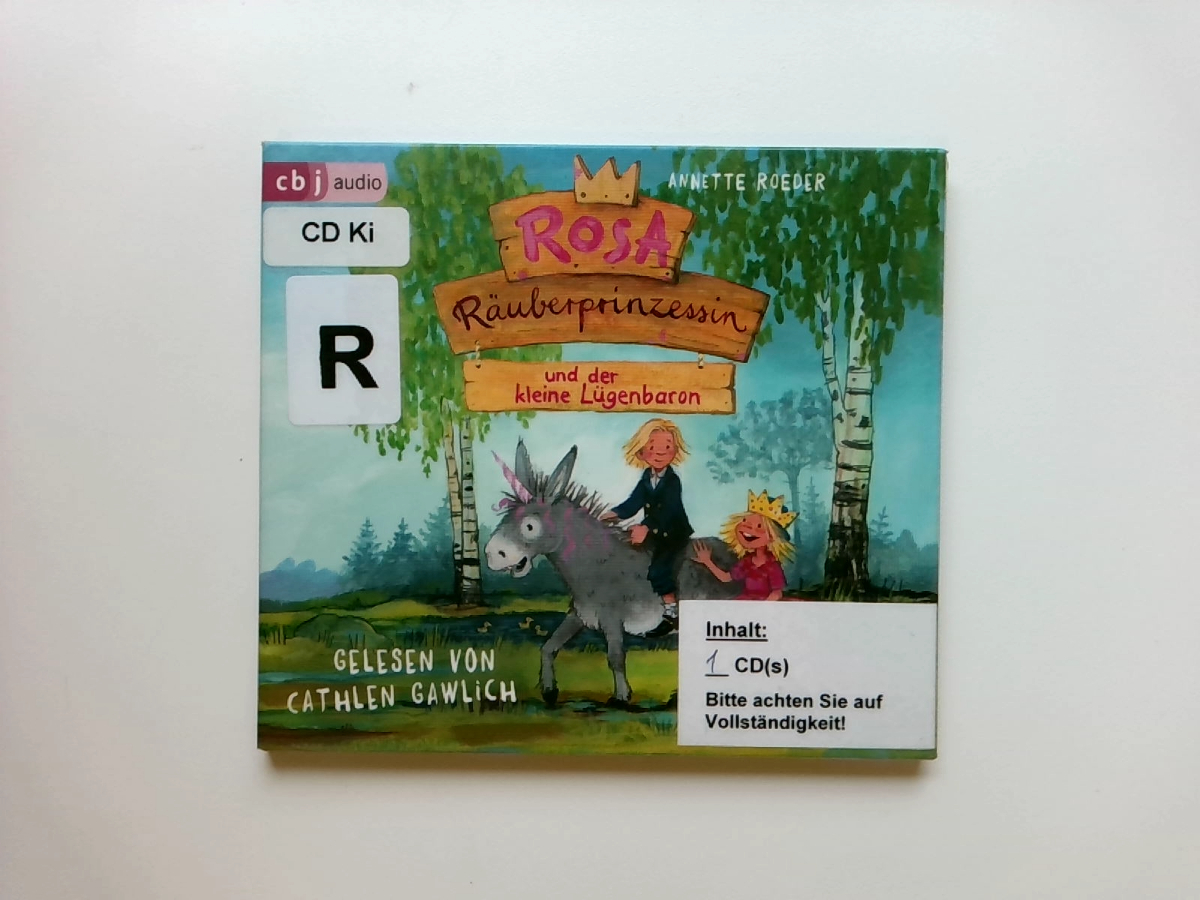 cbj audio
ANNETTE ROEDER
CD Ki
R
ROSA
Räuberprinzessin
und der
kleine Lügenbaron
GELESEN VON
CATHLEN GAWLICH
Inhalt:
1 CD(s)
Bitte achten Sie auf
Vollständigkeit!